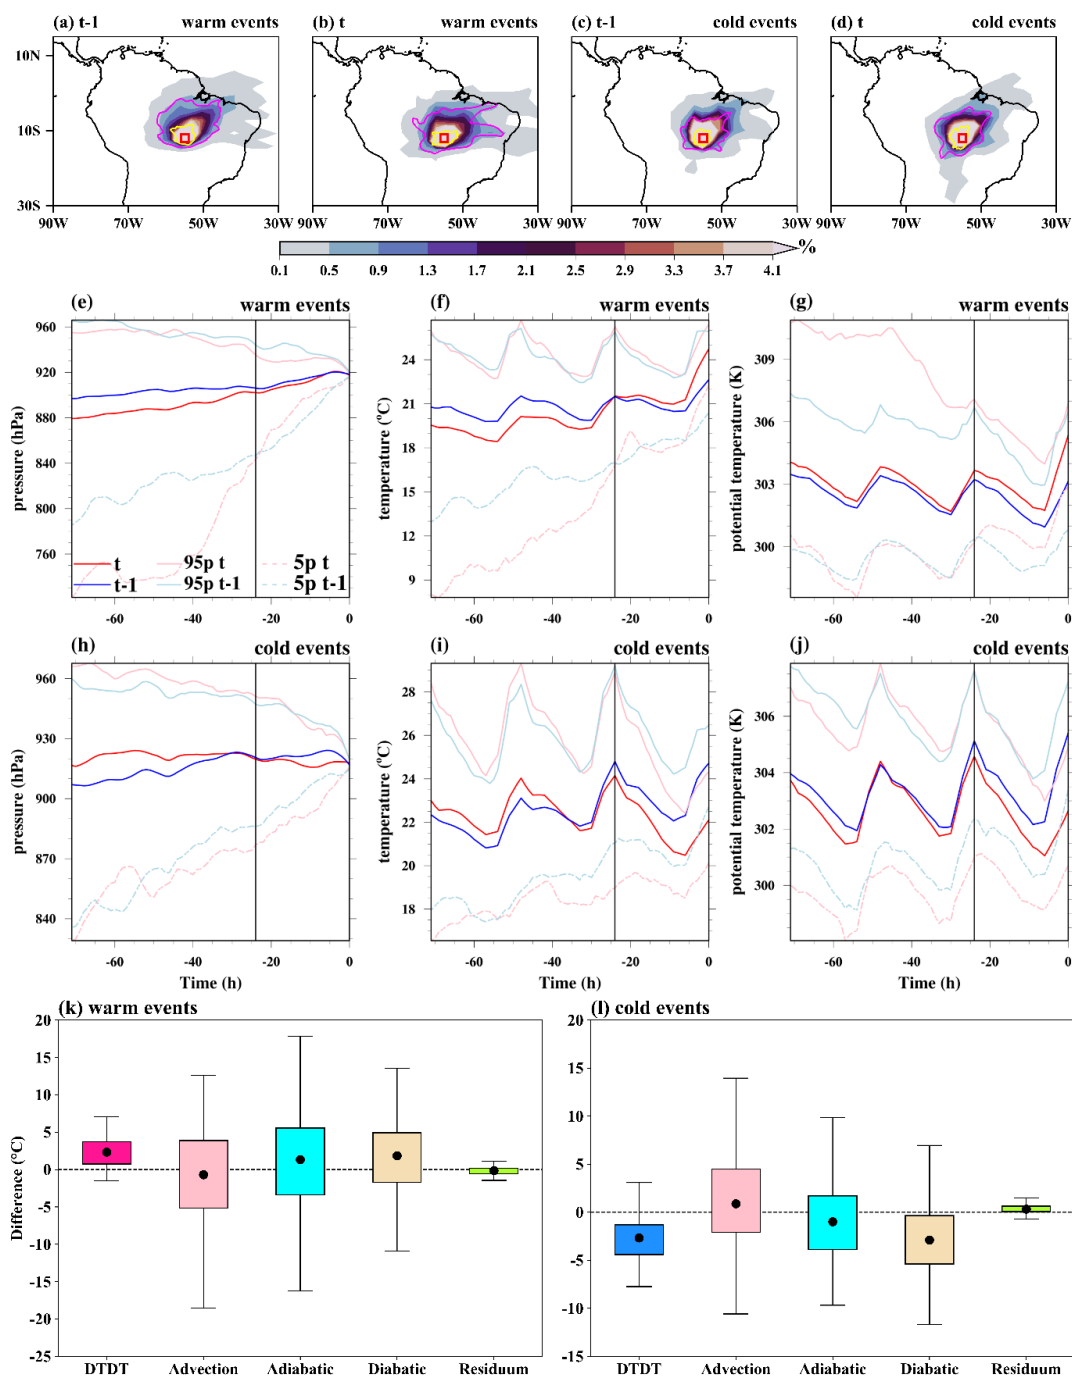 (a) t-1 warm events
(b) t warm events
(c) t-1 cold events
(d) t cold events
10N
10S
30S
90W 70W 50W 30W
90W 70W 50W 30W
90W 70W 50W 30W
90W 70W 50W 30W
0.1 0.5 0.9 1.3 1.7 2.1 2.5 2.9 3.3 3.7 4.1
%
(e) warm events
pressure (hPa)
960
920
880
840
800
760
t 95p t 5p t
t-1 95p t-1 5p t-1
-60 -40 -20 0
(f) warm events
temperature (°C)
24
21
18
15
12
9
-60 -40 -20 0
(g) warm events
potential temperature (K)
309
306
303
300
-60 -40 -20 0
(h) cold events
pressure (hPa)
960
930
900
870
840
-60 -40 -20 0
Time (h)
(i) cold events
temperature (°C)
28
26
24
22
20
18
-60 -40 -20 0
Time (h)
(j) cold events
potential temperature (K)
306
304
302
300
-60 -40 -20 0
Time (h)
(k) warm events
Difference (°C)
20
15
10
5
0
-5
-10
-15
-20
-25
DTDT Advection Adiabatic Diabatic Residuum
(l) cold events
20
15
10
5
0
-5
-10
-15
DTDT Advection Adiabatic Diabatic Residuum